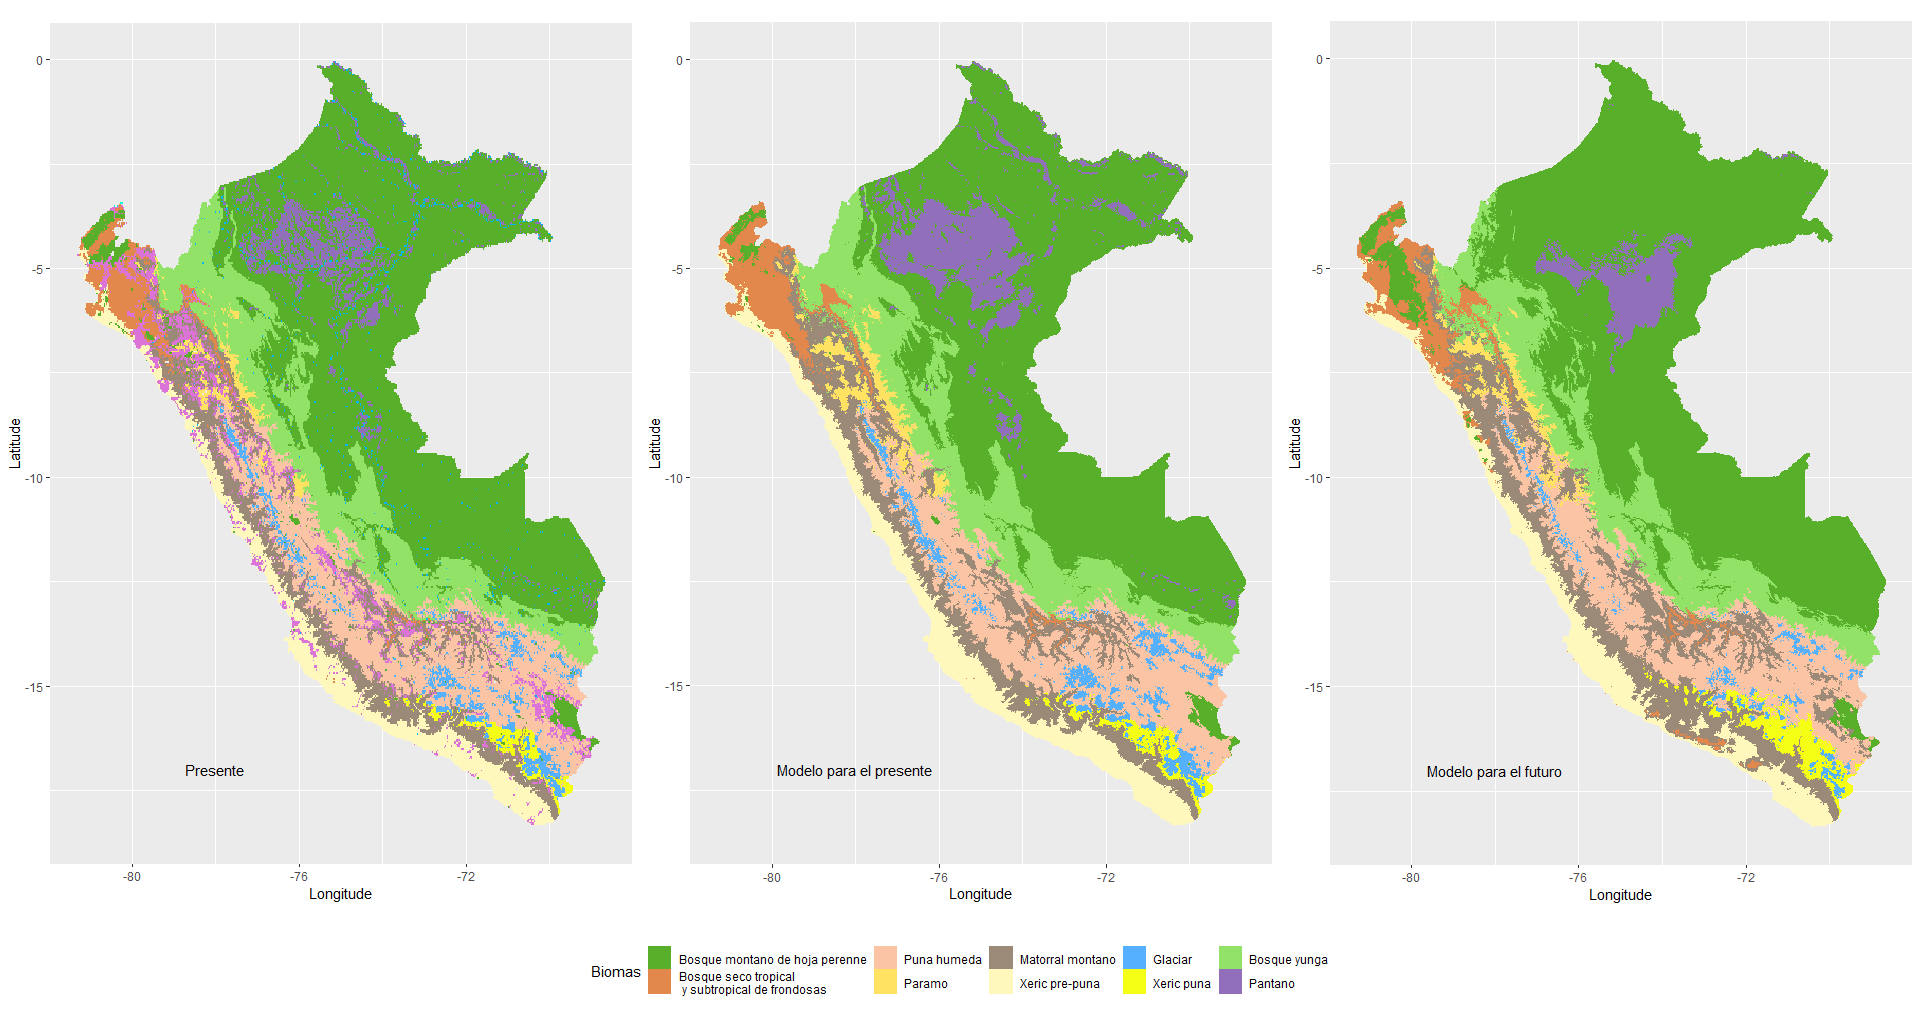 0
-5
-10
-15
Latitude
Presente
-80
-76
-72
Longitude
0
-5
-10
-15
Latitude
Modelo para el presente
-80
-76
-72
Longitude
0
-5
-10
-15
Latitude
Modelo para el futuro
-80
-76
-72
Longitude
Biomas
Bosque montano de hoja perenne
Bosque seco tropical
y subtropical de frondosas
Puna humeda
Paramo
Matorral montano
Xeric pre-puna
Glaciar
Xeric puna
Bosque yunga
Pantano